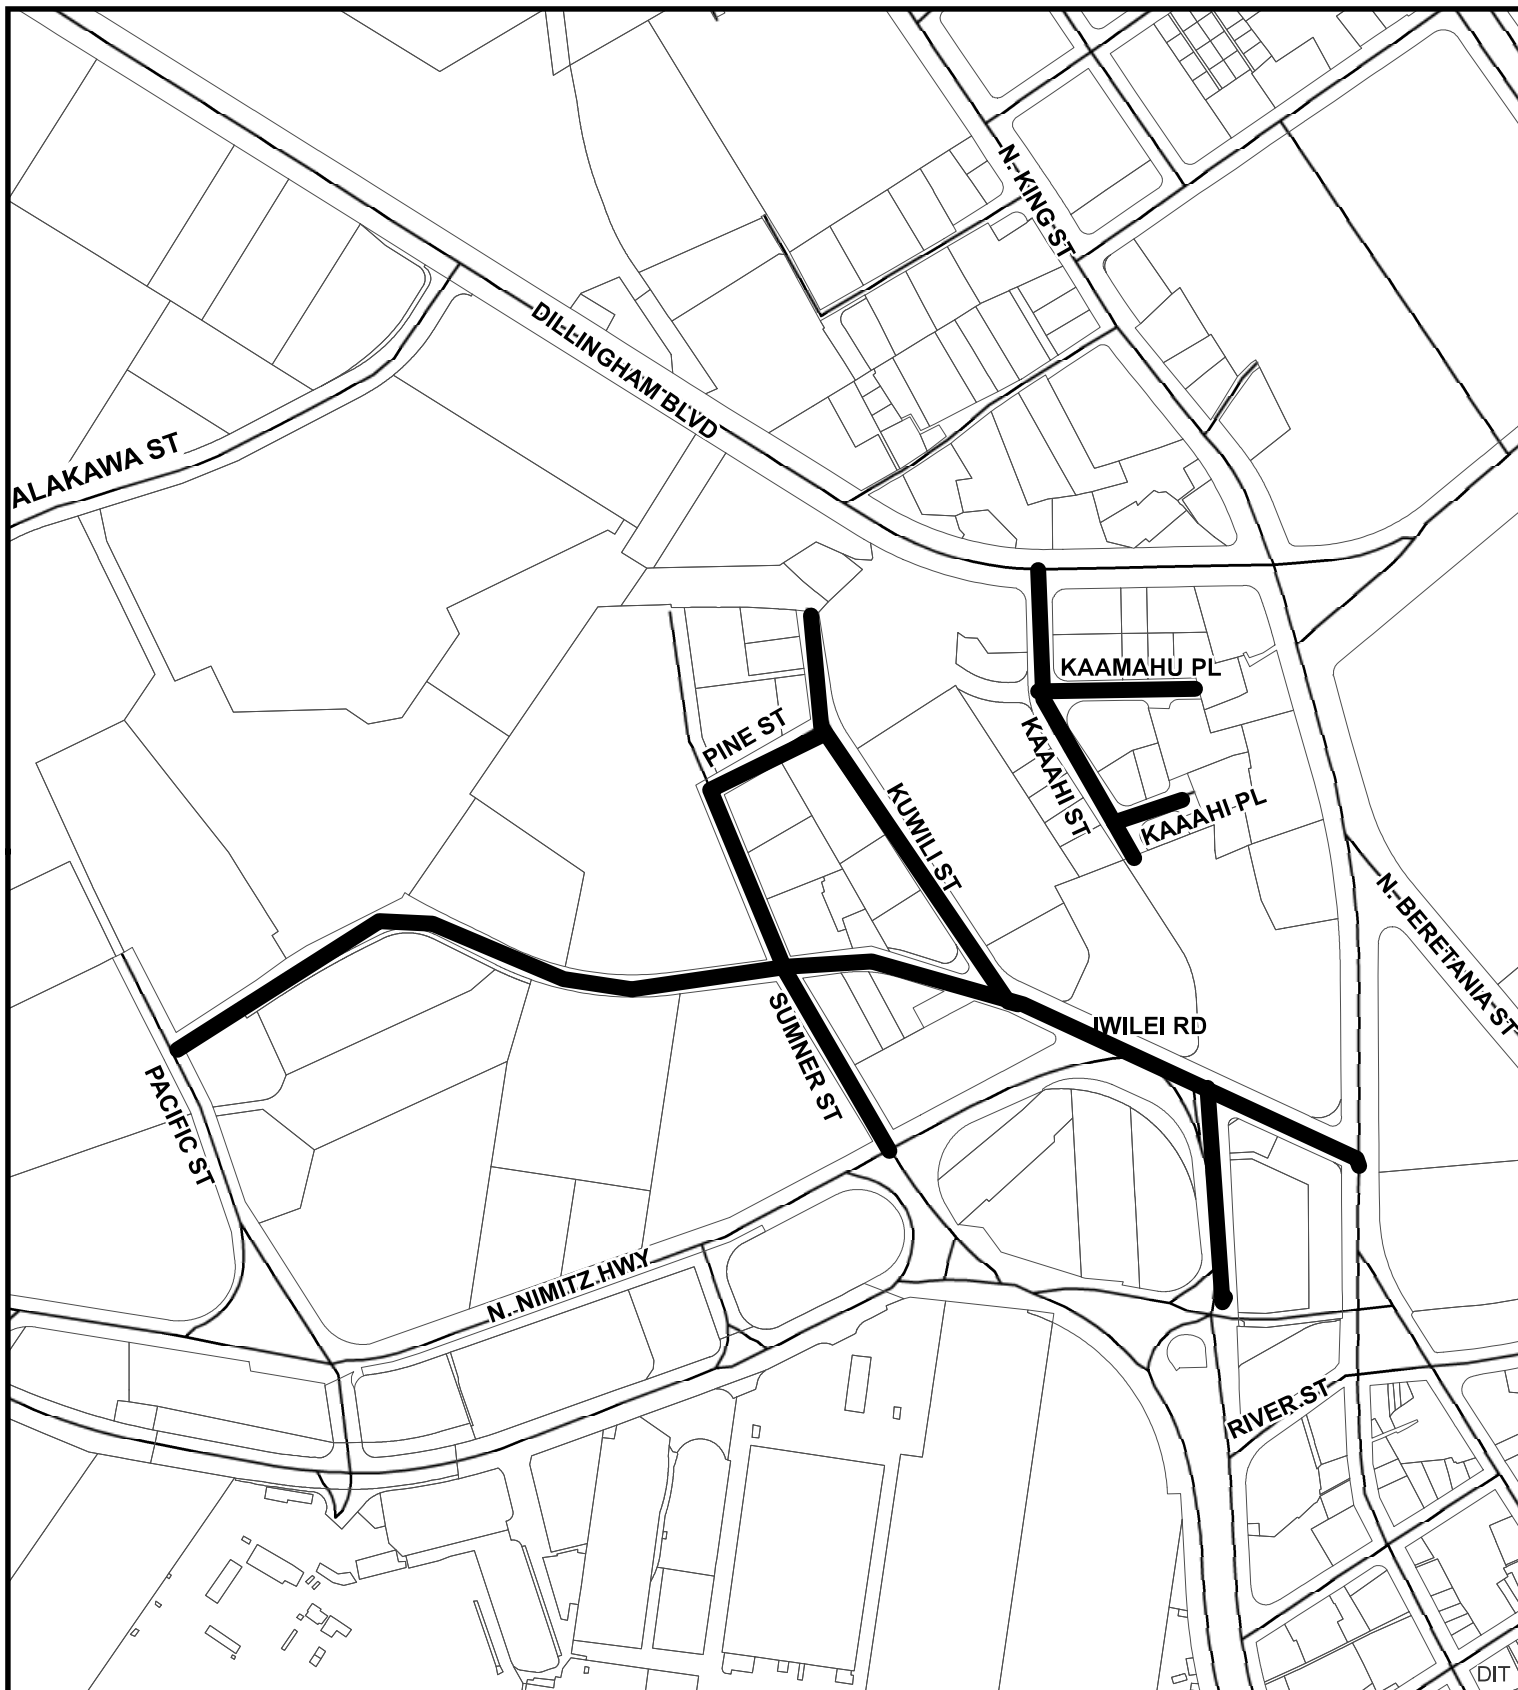 N. KING ST
DILLINGHAM BLVD
ALAKAWA ST
KAAMAHU PL
PINE ST
KAAAHI ST
KUWILI ST
KAAAHI PL
N. BERETANIA ST
IWILEI RD
SUMNER ST
PACIFIC ST
N. NIMITZ HWY
RIVER ST
DIT